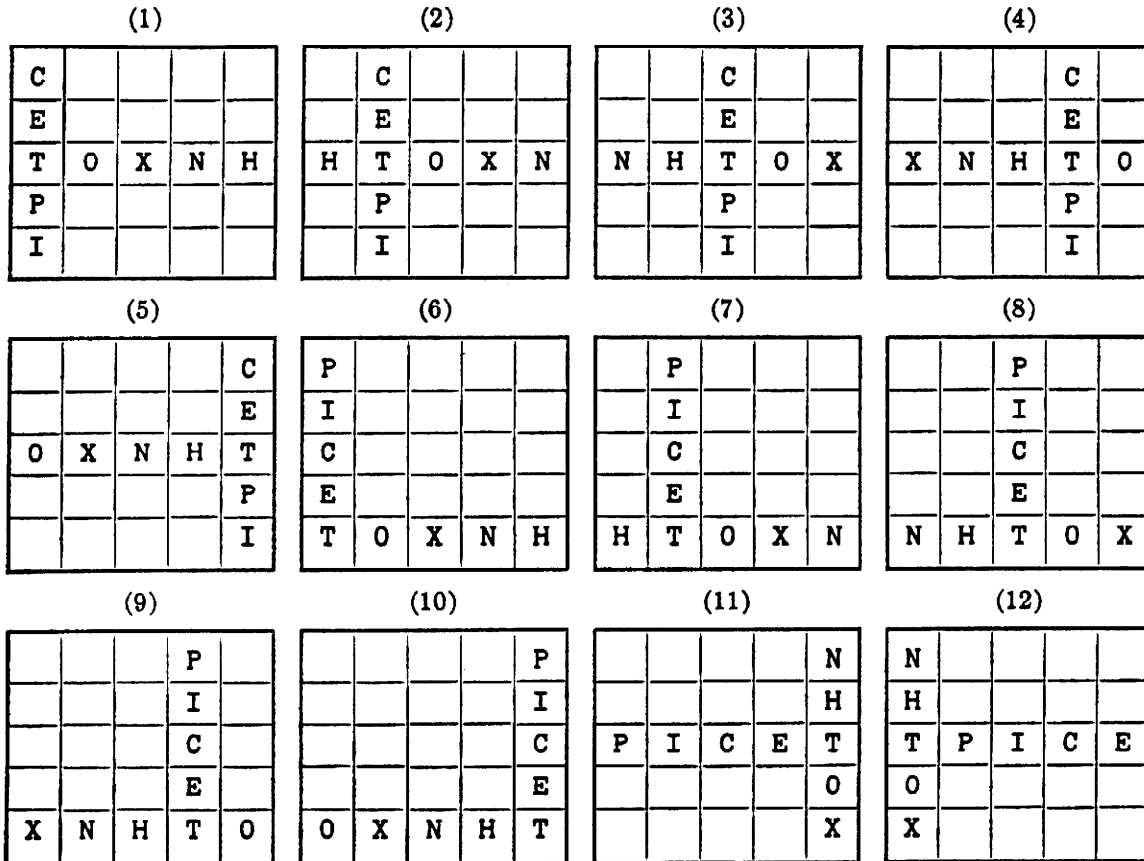 (1) (2) (3) (4)
C C C C
E E E E
T O X N H H T O X N N H T O X X N H T O
P P P P
I I I I
(5) (6) (7) (8)
C P P P
E I I I
O X N H T C C C
P E E E
I T O X N H H T O X N N H T O X
(9) (10) (11) (12)
P P N N
I I H H
C C P I C E T T P I C E
E E O O
X N H T O O X N H T X X